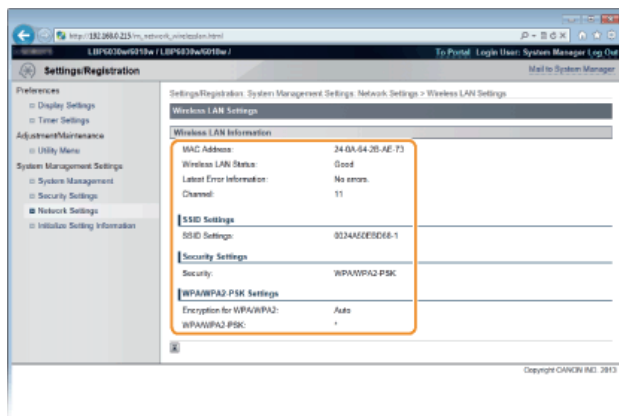 http://192.168.0.215/m_network_wirelesslan.html
LBP6030w/6018w / LBP6030w/6018w /
To Portal Login User: System Manager Log Out
Settings/Registration
Mail to System Manager
Preferences
Display Settings
Timer Settings
Adjustment/Maintenance
Utility Menu
System Management Settings
System Management
Security Settings
Network Settings
Initialize Setting Information
Settings/Registration: System Management Settings: Network Settings > Wireless LAN Settings
Wireless LAN Settings
Wireless LAN Information
MAC Address: 24-0A-64-2B-AE-73
Wireless LAN Status: Good
Latest Error Information: No errors.
Channel: 11
SSID Settings
SSID Settings: 0024A5DEBD68-1
Security Settings
Security: WPA/WPA2-PSK
WPA/WPA2-PSK Settings
Encryption for WPA/WPA2: Auto
WPA/WPA2-PSK: *
Copyright CANON INC. 2013